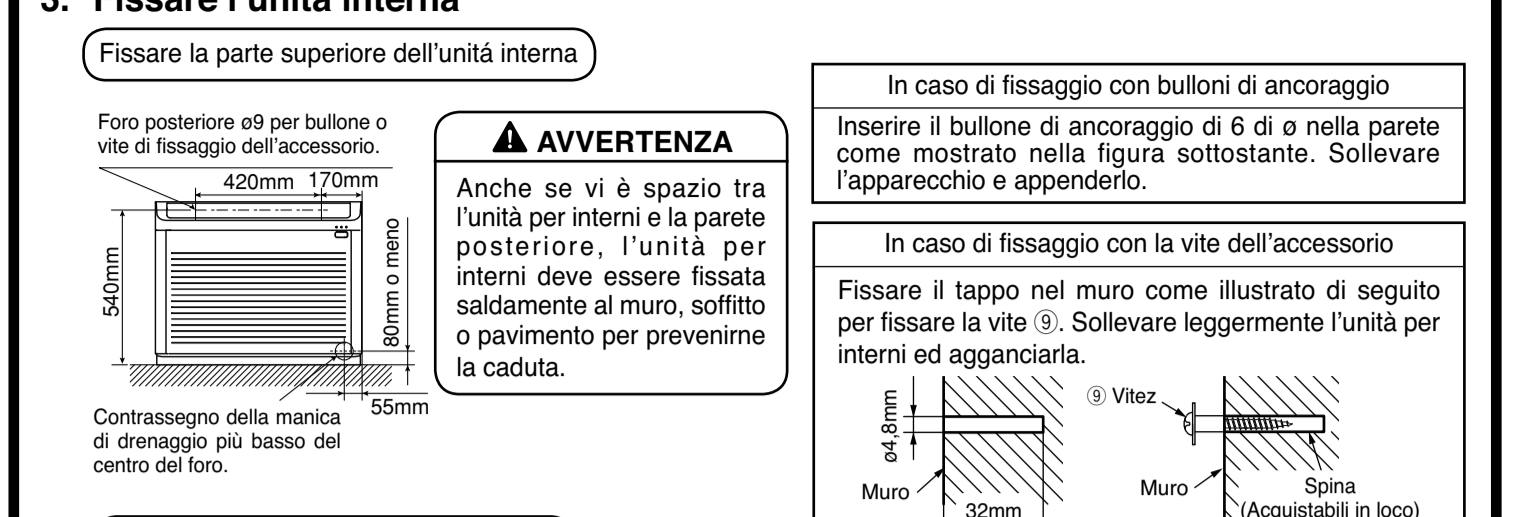 3. Fissare l'unità interna
Fissare la parte superiore dell'unitá interna
Foro posteriore ø9 per bullone o
vite di fissaggio dell'accessorio.
420mm 170mm
540mm
80mm o meno
55mm
Contrassegno della manica
di drenaggio più basso del
centro del foro.
AVVERTENZA
Anche se vi è spazio tra
l'unità per interni e la parete
posteriore, l'unità per
interni deve essere fissata
saldamente al muro, soffitto
o pavimento per prevenirne
la caduta.
In caso di fissaggio con bulloni di ancoraggio
Inserire il bullone di ancoraggio di 6 di ø nella parete
come mostrato nella figura sottostante. Sollevare
l'apparecchio e appenderlo.
In caso di fissaggio con la vite dell'accessorio
Fissare il tappo nel muro come illustrato di seguito
per fissare la vite ⑨. Sollevare leggermente l'unità per
interni ed agganciarla.
ø4,8mm
Muro
32mm
⑨ Vitez
Muro
Spina
(Acquistabili in loco)